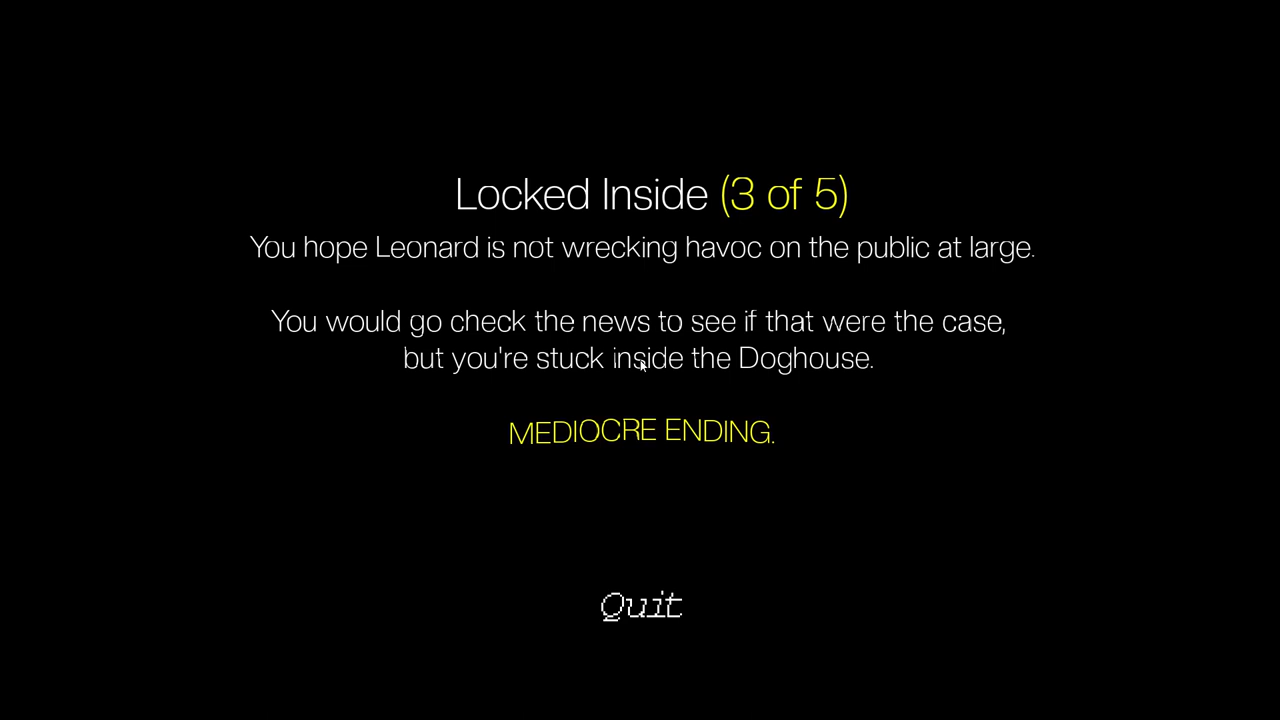 Locked Inside (3 of 5)
You hope Leonard is not wrecking havoc on the public at large.
You would go check the news to see if that were the case,
but you're stuck inside the Doghouse.
MEDIOCRE ENDING.
Quit